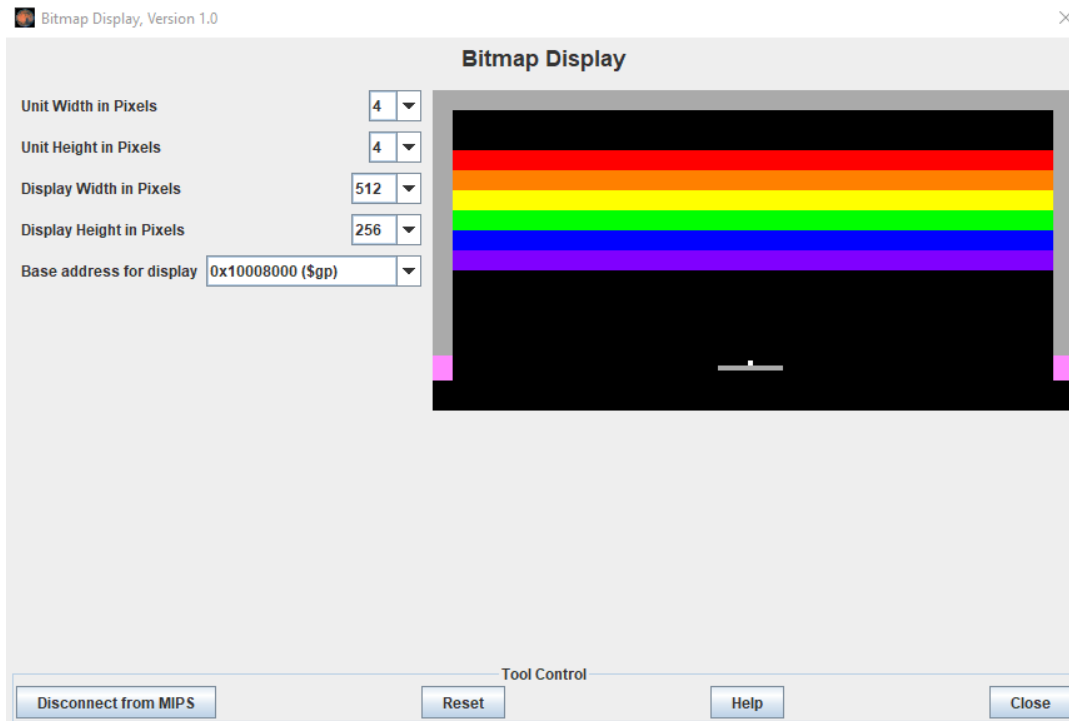 Bitmap Display, Version 1.0
Bitmap Display
Unit Width in Pixels 4
Unit Height in Pixels 4
Display Width in Pixels 512
Display Height in Pixels 256
Base address for display 0x10008000 ($gp)
Tool Control
Disconnect from MIPS Reset Help Close